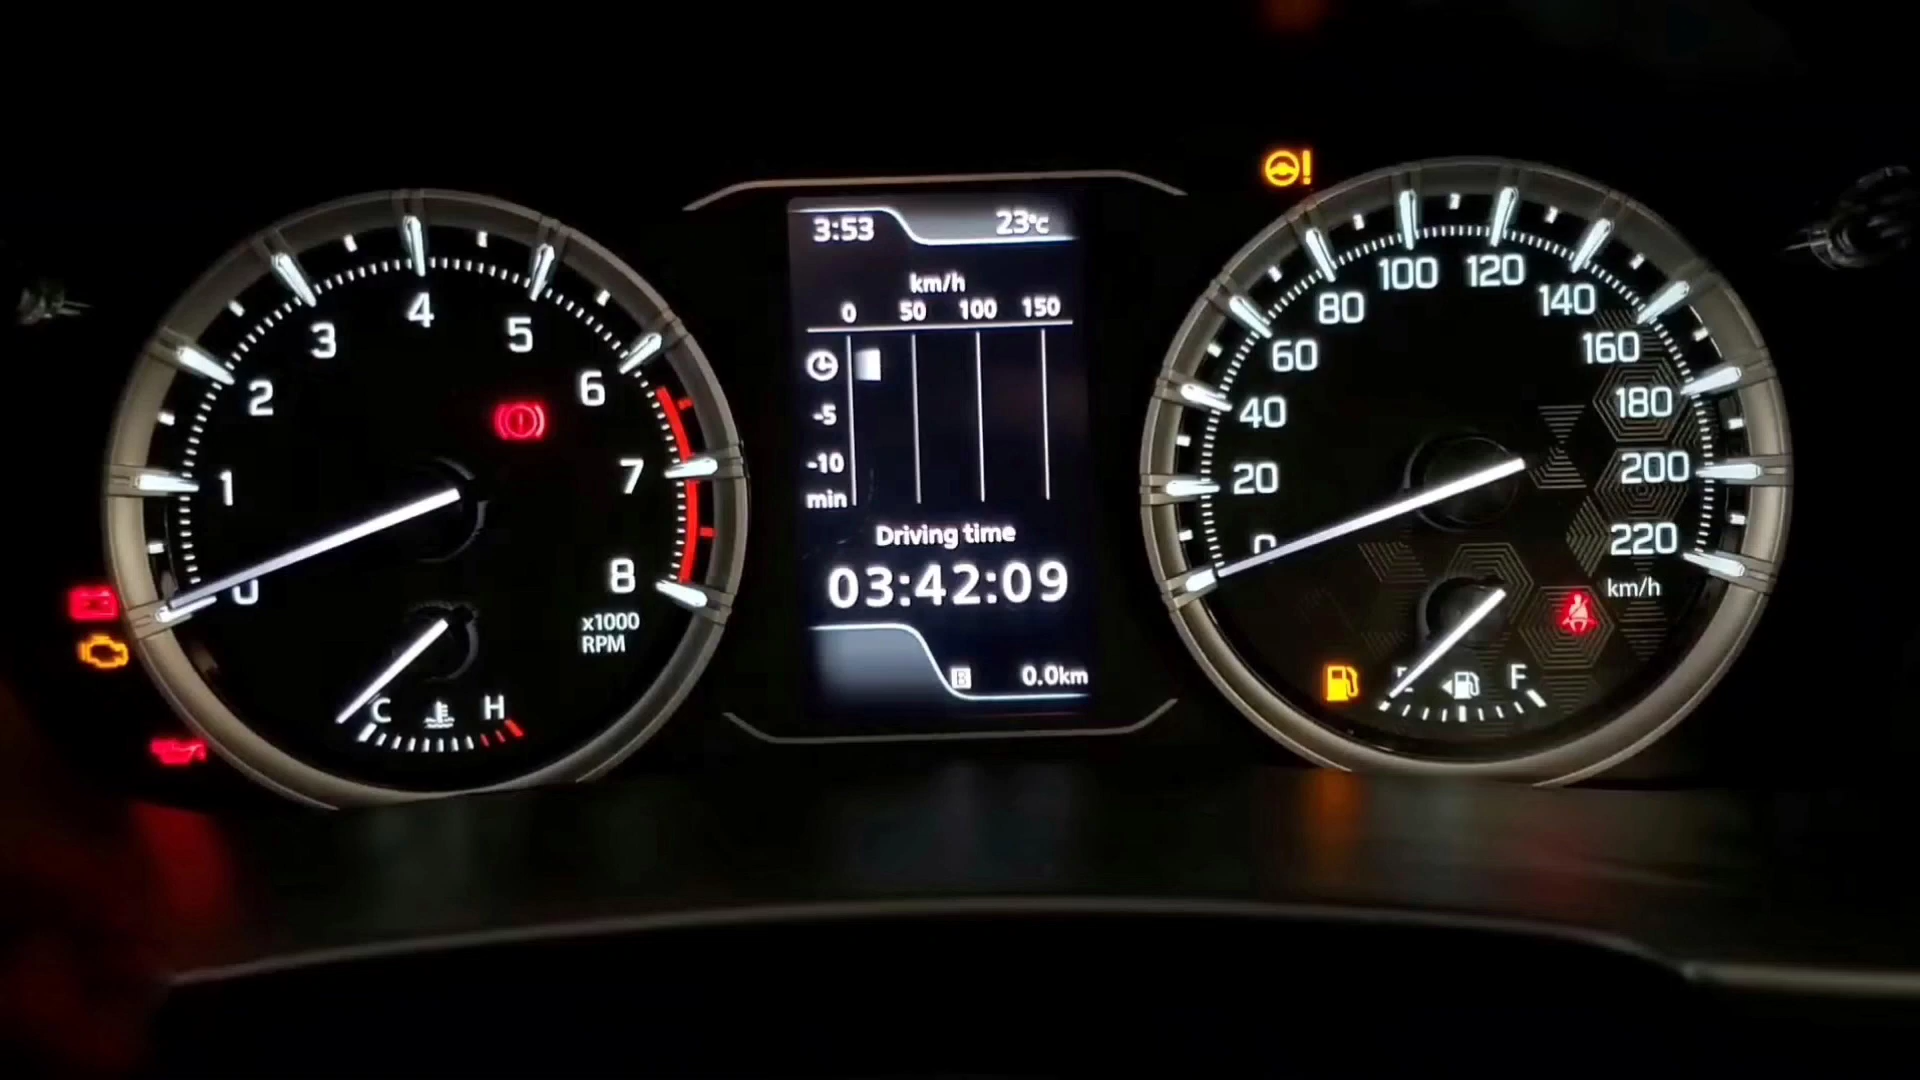 1
2
3
4
5
6
7
8
x1000
RPM
C
H
3:53
23°C
km/h
0 50 100 150
-5
-10
min
Driving time
03:42:09
B 0.0km
0
20
40
60
80
100
120
140
160
180
200
220
km/h
E
F